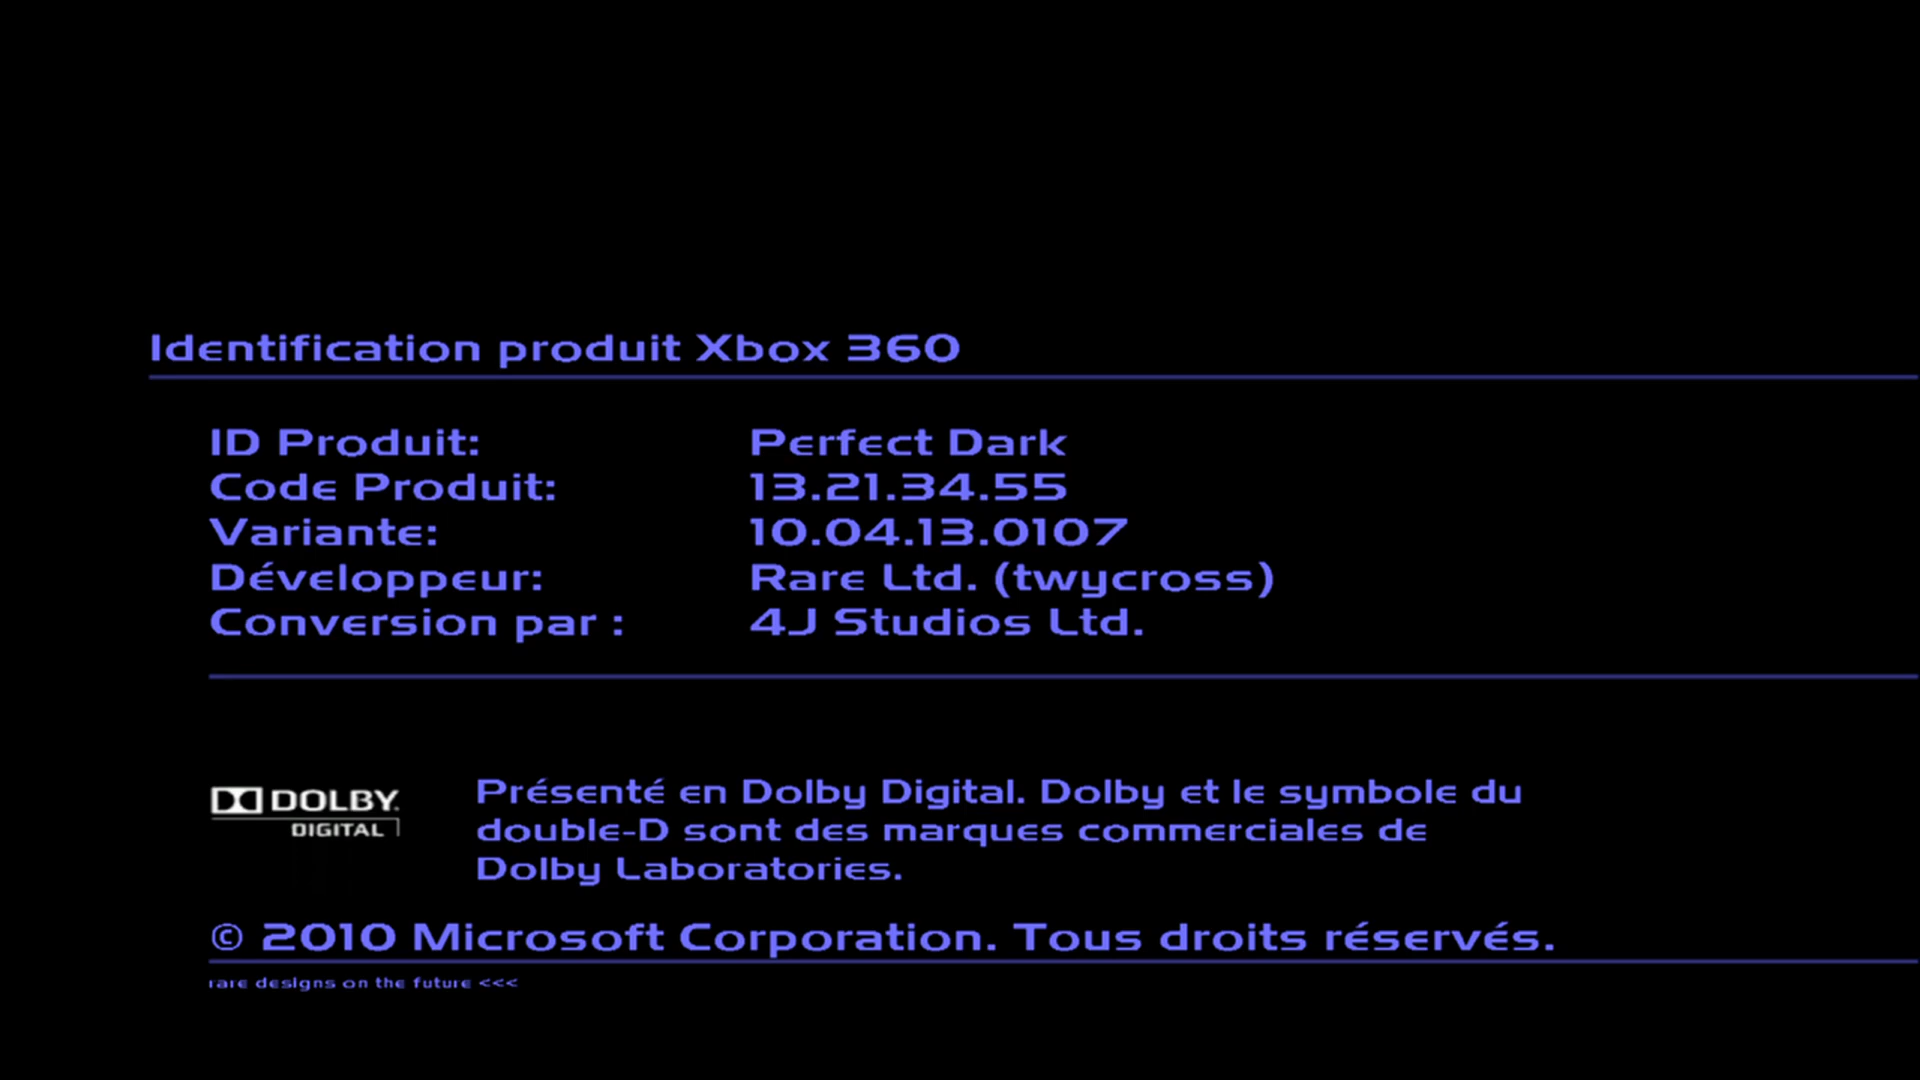 Identification produit Xbox 360
ID Produit: Perfect Dark
Code Produit: 13.21.34.55
Variante: 10.04.13.0107
Développeur: Rare Ltd. (twycross)
Conversion par : 4J Studios Ltd.
DOLBY
DIGITAL
Présenté en Dolby Digital. Dolby et le symbole du
double-D sont des marques commerciales de
Dolby Laboratories.
© 2010 Microsoft Corporation. Tous droits réservés.
rare designs on the future <<<